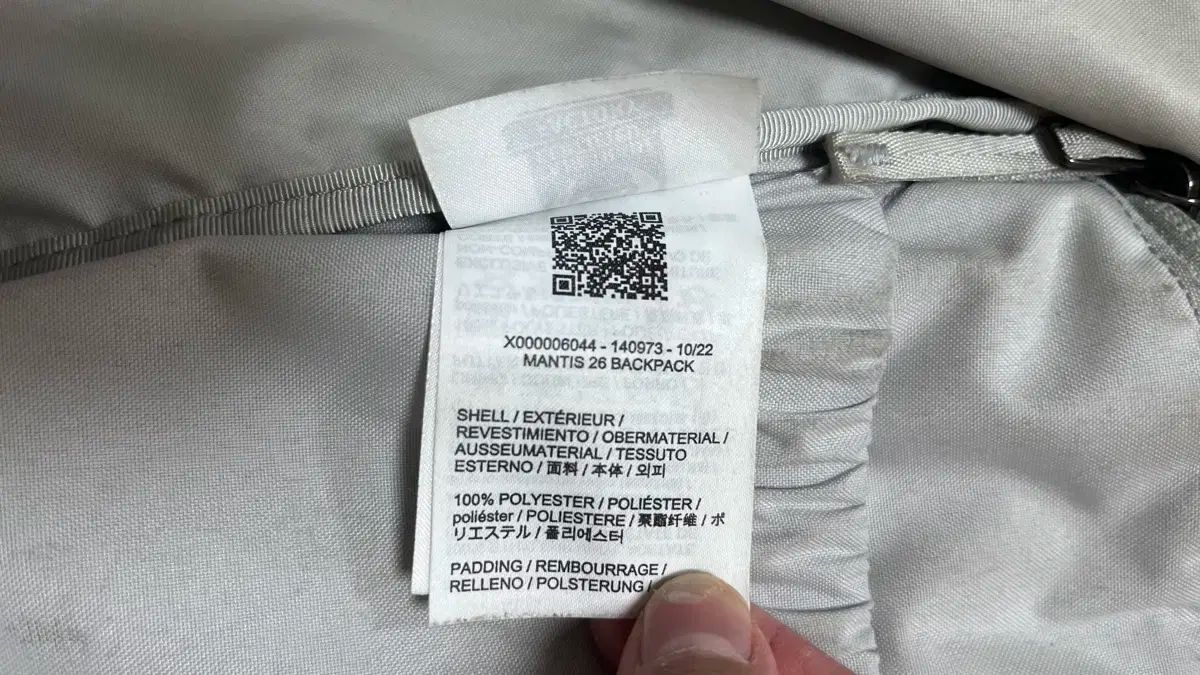 X000006044 - 140973 - 10/22
MANTIS 26 BACKPACK
SHELL / EXTÉRIEUR /
REVESTIMIENTO / OBERMATERIAL /
AUSSEUMATERIAL / TESSUTO
ESTERNO / 面料 / 本体 / 외피
100% POLYESTER / POLIÉSTER /
poliéster / POLIESTERE / 聚酯纤维 / ポ
リエステル / 폴리에스터
PADDING / REMBOURRAGE /
RELLENO / POLSTERUNG /